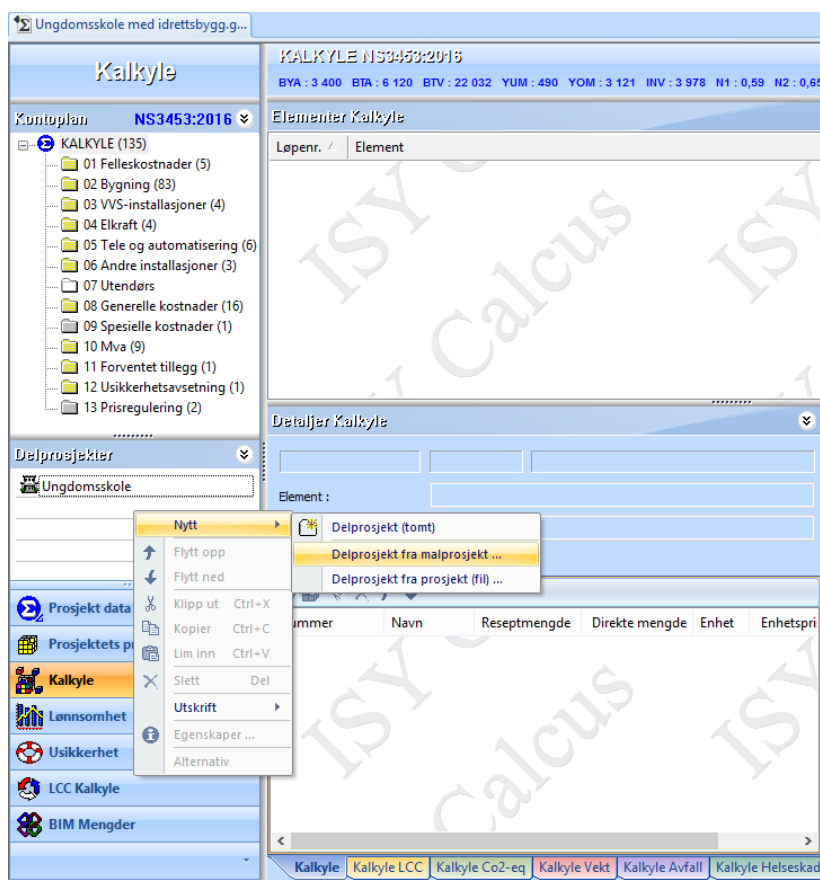 Ungdomsskole med idrettsbygg.g...
Kalkyle
KALKYLE NS3453:2016
BYA : 3 400 BTA : 6 120 BTV : 22 032 YUM : 490 YOM : 3 121 INV : 3 978 N1 : 0,59 N2 : 0,65
Kontoplan NS3453:2016
KALKYLE (135)
01 Felleskostnader (5)
02 Bygning (83)
03 VVS-installasjoner (4)
04 Elkraft (4)
05 Tele og automatisering (6)
06 Andre installasjoner (3)
07 Utendørs
08 Generelle kostnader (16)
09 Spesielle kostnader (1)
10 Mva (9)
11 Forventet tillegg (1)
12 Usikkerhetsavsetning (1)
13 Prisregulering (2)
Elementer Kalkyle
Løpenr. Element
ISY Calcus
Detaljer Kalkyle
Element :
Delprosjekter
Ungdomsskole
Nytt
Flytt opp
Flytt ned
Klipp ut Ctrl+X
Kopier Ctrl+C
Lim inn Ctrl+V
Slett Del
Utskrift
Egenskaper ...
Alternativ
Delprosjekt (tomt)
Delprosjekt fra malprosjekt ...
Delprosjekt fra prosjekt (fil) ...
Prosjekt data
Prosjektets p
Kalkyle
Lønnsomhet
Usikkerhet
LCC Kalkyle
BIM Mengder
ummer Navn Reseptmengde Direkte mengde Enhet Enhetspri
ISY Calcus
Kalkyle Kalkyle LCC Kalkyle Co2-eq Kalkyle Vekt Kalkyle Avfall Kalkyle Helseskad